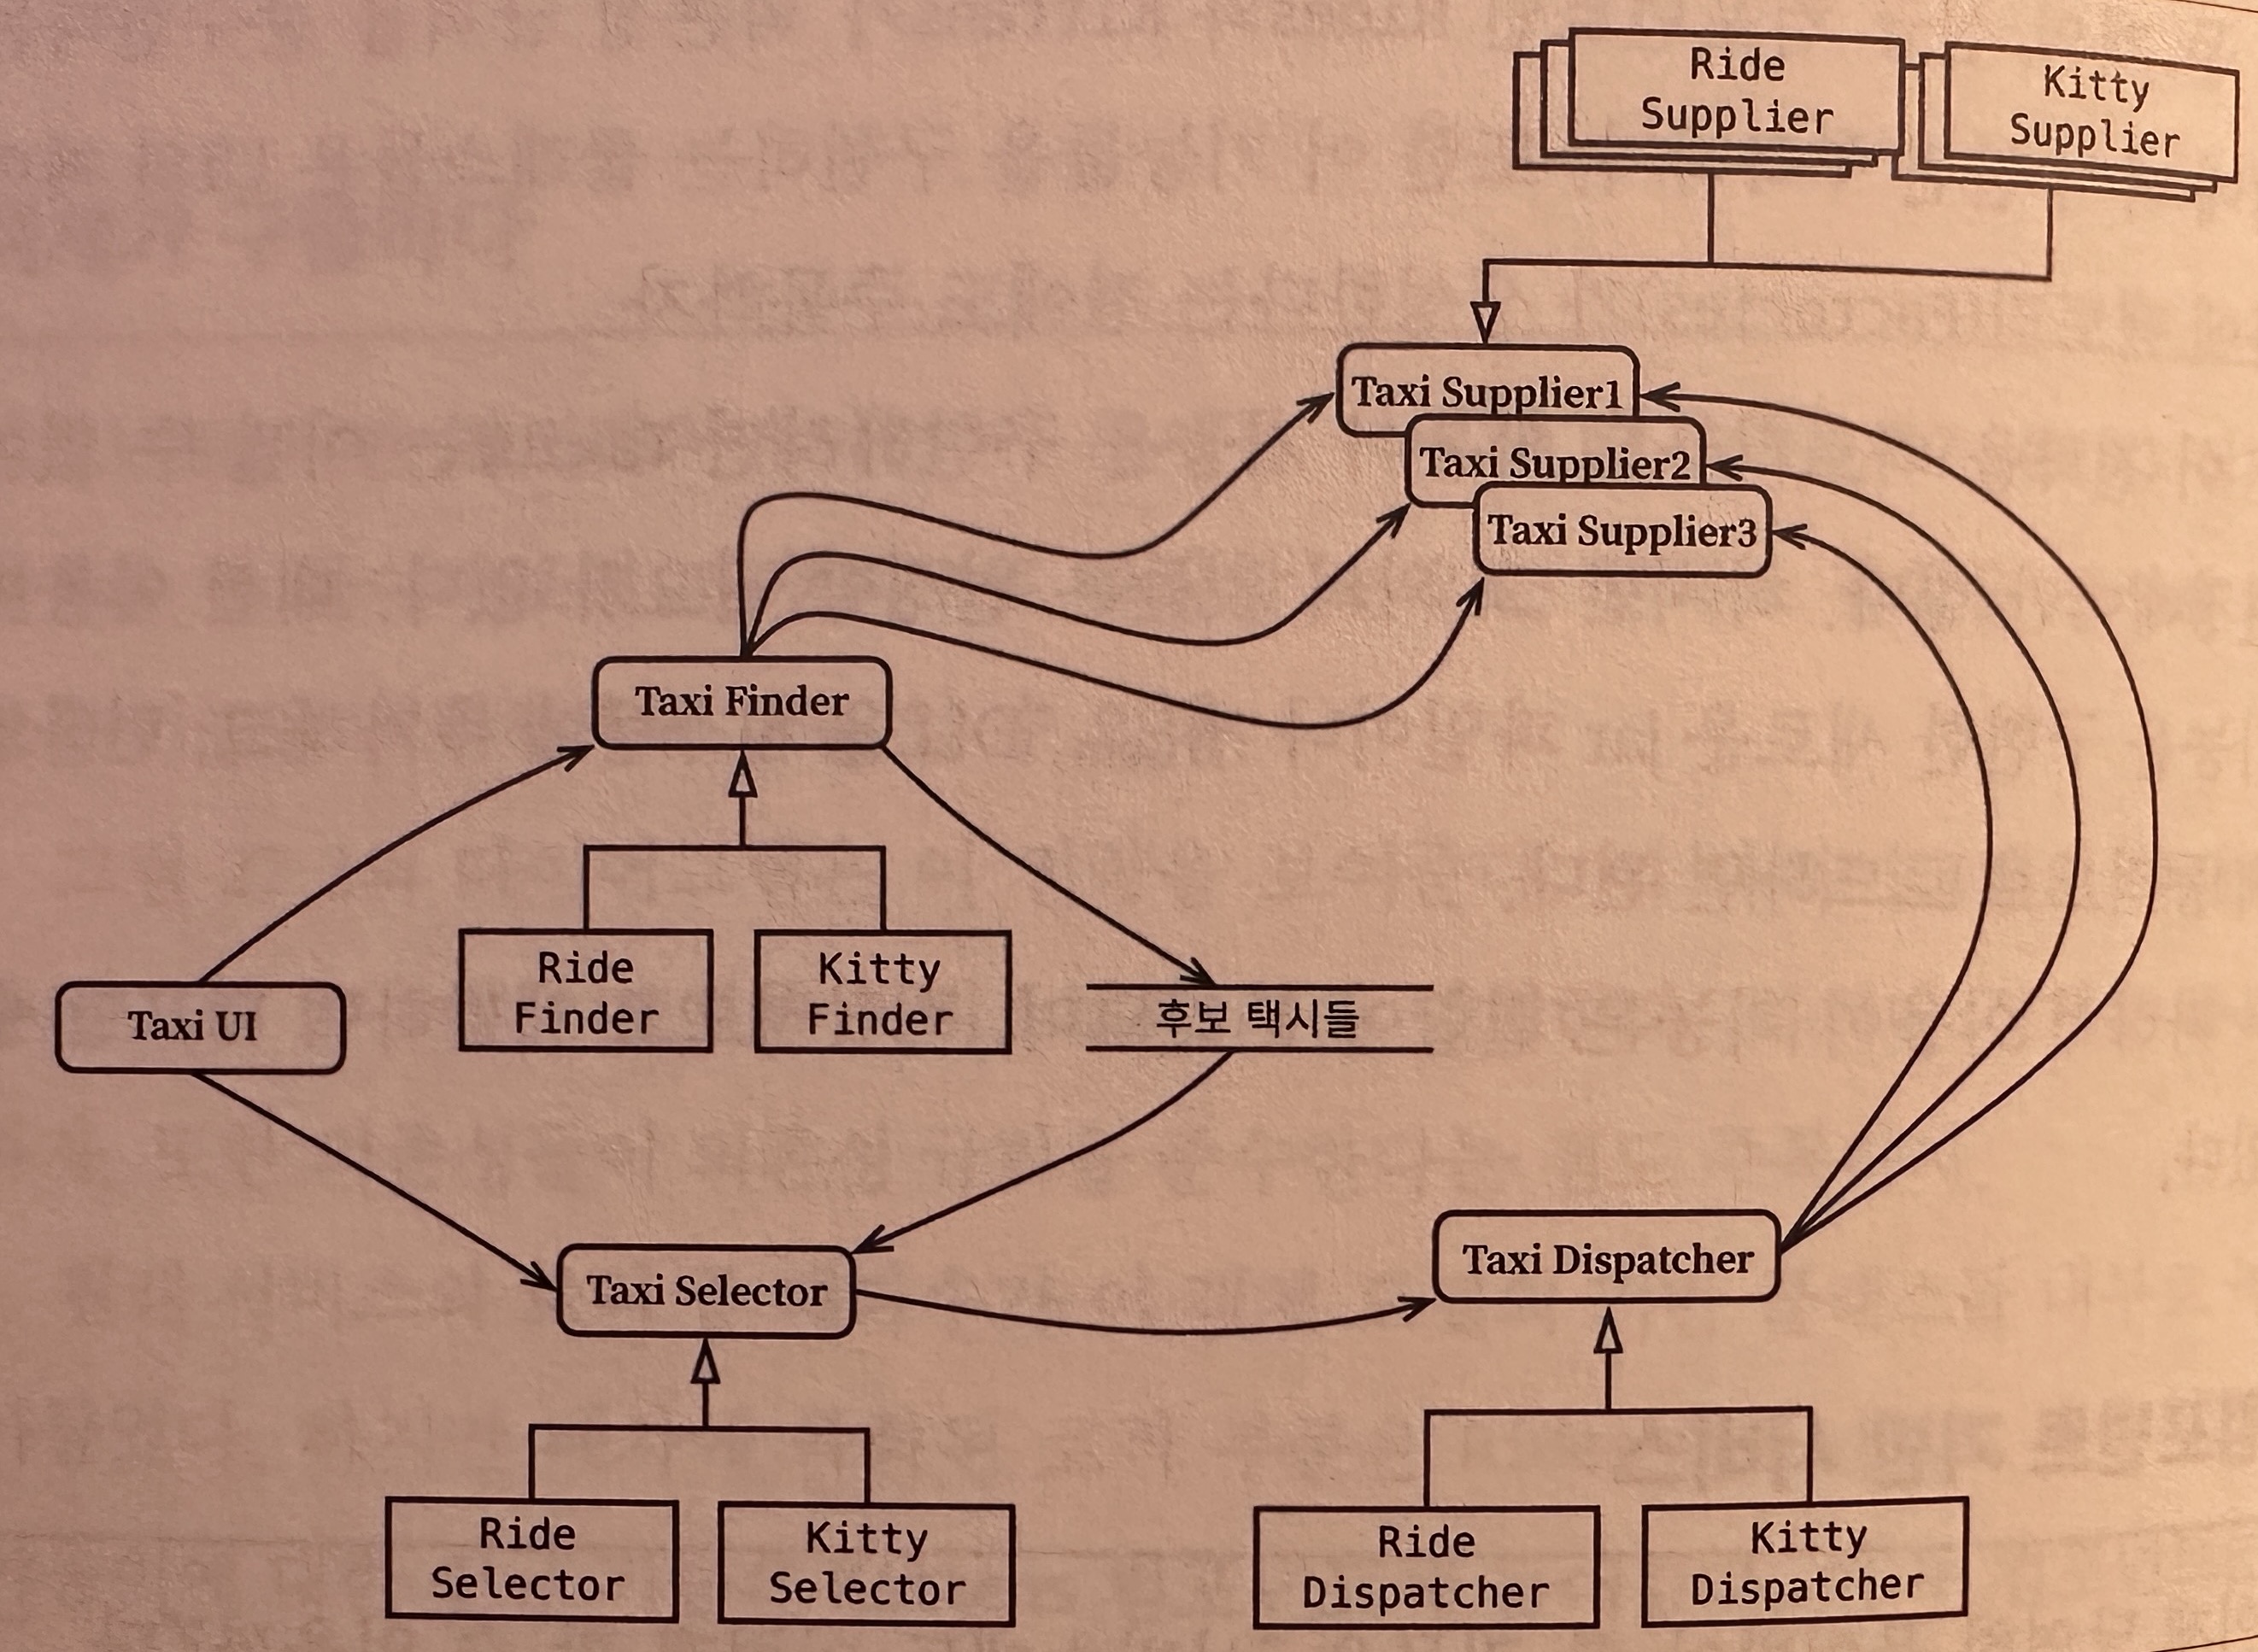 Ride
Supplier
Kitty
Supplier
Taxi Supplier1
Taxi Supplier2
Taxi Supplier3
Taxi Finder
Ride
Finder
Kitty
Finder
Taxi UI
후보 택시들
Taxi Selector
Taxi Dispatcher
Ride
Selector
Kitty
Selector
Ride
Dispatcher
Kitty
Dispatcher